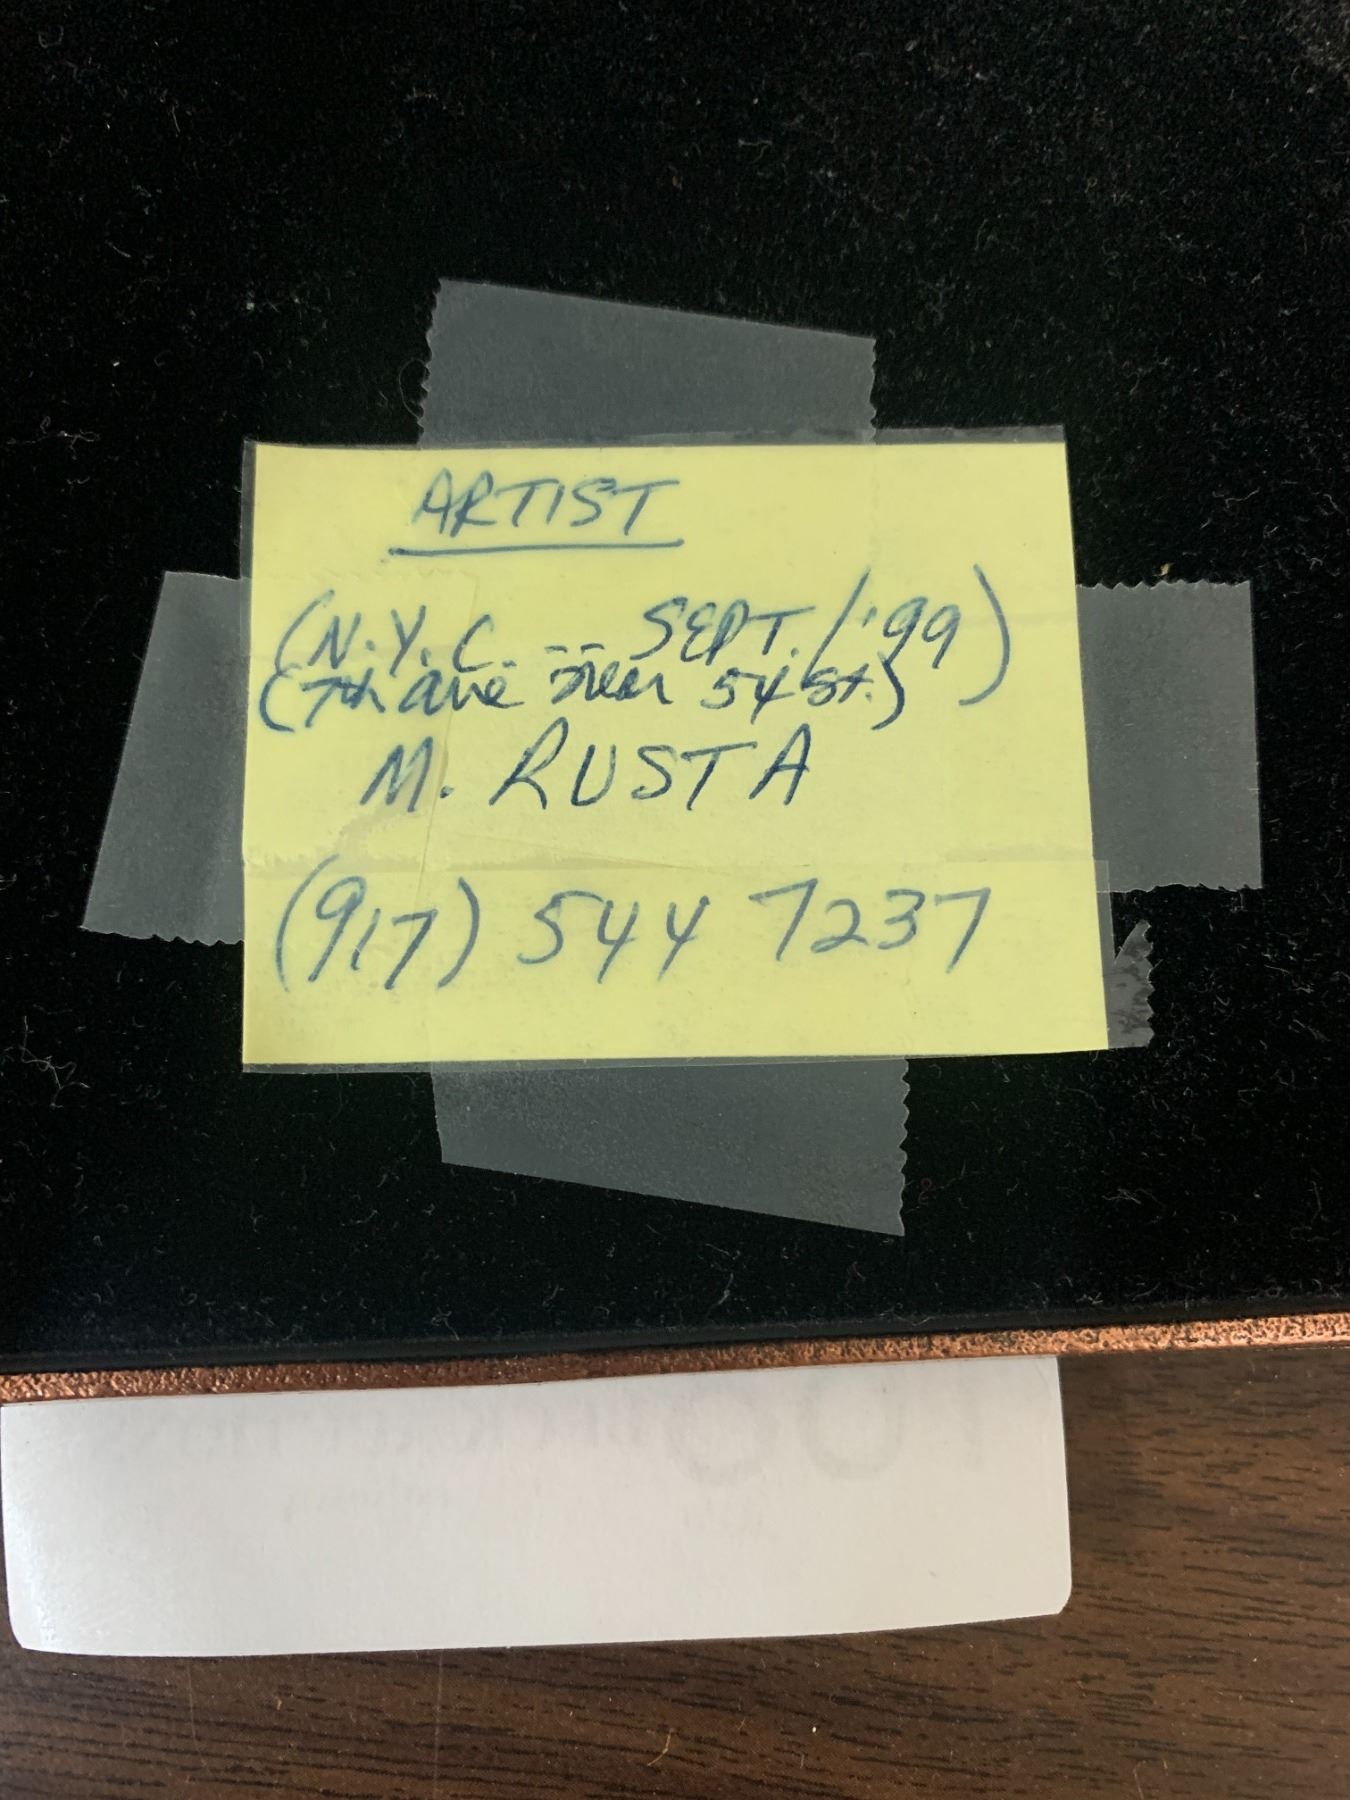 ARTIST
(N.Y.C. -- SEPT./'99)
(7th ave near 54 St.)
M. RUSTA
(917) 544 7237